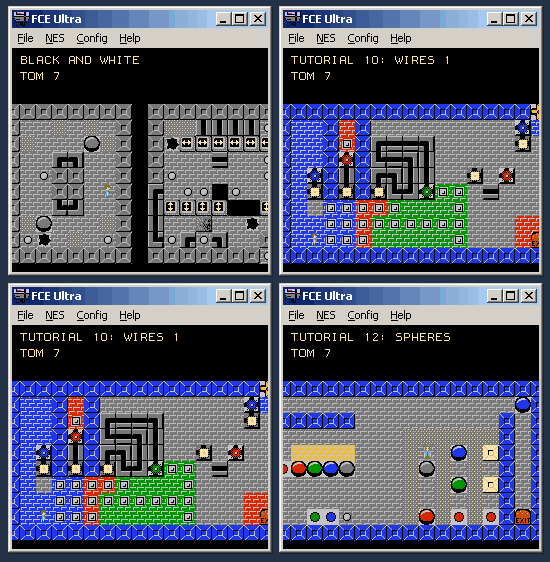 FCE Ultra
File NES Config Help
BLACK AND WHITE
TOM 7
FCE Ultra
File NES Config Help
TUTORIAL 10: WIRES 1
TOM 7
FCE Ultra
File NES Config Help
TUTORIAL 10: WIRES 1
TOM 7
FCE Ultra
File NES Config Help
TUTORIAL 12: SPHERES
TOM 7
EXIT